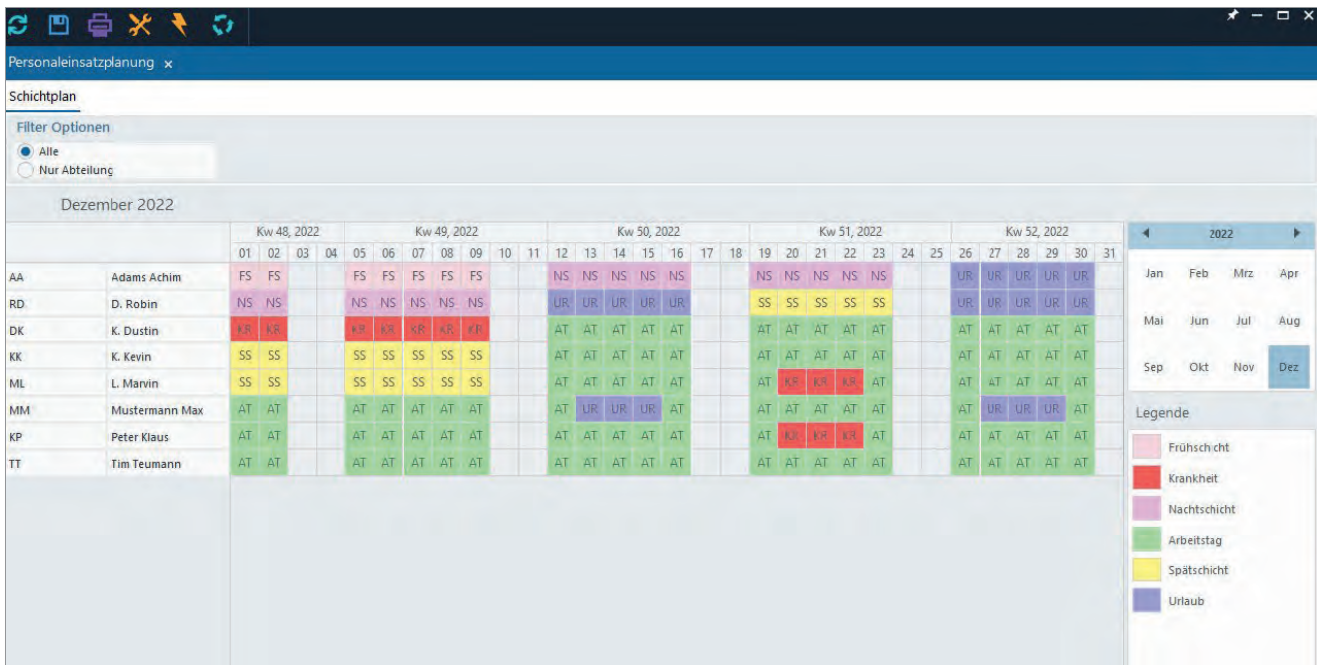 Personaleinsatzplanung x
Schichtplan
Filter Optionen
Alle
Nur Abteilung
Dezember 2022
Kw 48, 2022 Kw 49, 2022 Kw 50, 2022 Kw 51, 2022 Kw 52, 2022
01 02 03 04 05 06 07 08 09 10 11 12 13 14 15 16 17 18 19 20 21 22 23 24 25 26 27 28 29 30 31
AA Adams Achim FS FS FS FS FS FS FS NS NS NS NS NS NS NS NS NS NS UR UR UR UR UR
RD D. Robin NS NS NS NS NS NS NS UR UR UR UR UR SS SS SS SS SS UR UR UR UR UR
DK K. Dustin KR KR KR KR KR KR KR AT AT AT AT AT AT AT AT AT AT AT AT AT AT AT
KK K. Kevin SS SS SS SS SS SS SS AT AT AT AT AT AT AT AT AT AT AT AT AT AT AT
ML L. Marvin SS SS SS SS SS SS SS AT AT AT AT AT AT KR KR KR AT AT AT AT AT AT
MM Mustermann Max AT AT AT AT AT AT AT AT UR UR UR AT AT AT AT AT AT AT UR UR UR AT
KP Peter Klaus AT AT AT AT AT AT AT AT AT AT AT AT AT KR KR KR AT AT AT AT AT AT
TT Tim Teumann AT AT AT AT AT AT AT AT AT AT AT AT AT AT AT AT AT AT AT AT AT AT
2022
Jan Feb Mrz Apr
Mai Jun Jul Aug
Sep Okt Nov Dez
Legende
Frühschicht
Krankheit
Nachtschicht
Arbeitstag
Spätschicht
Urlaub